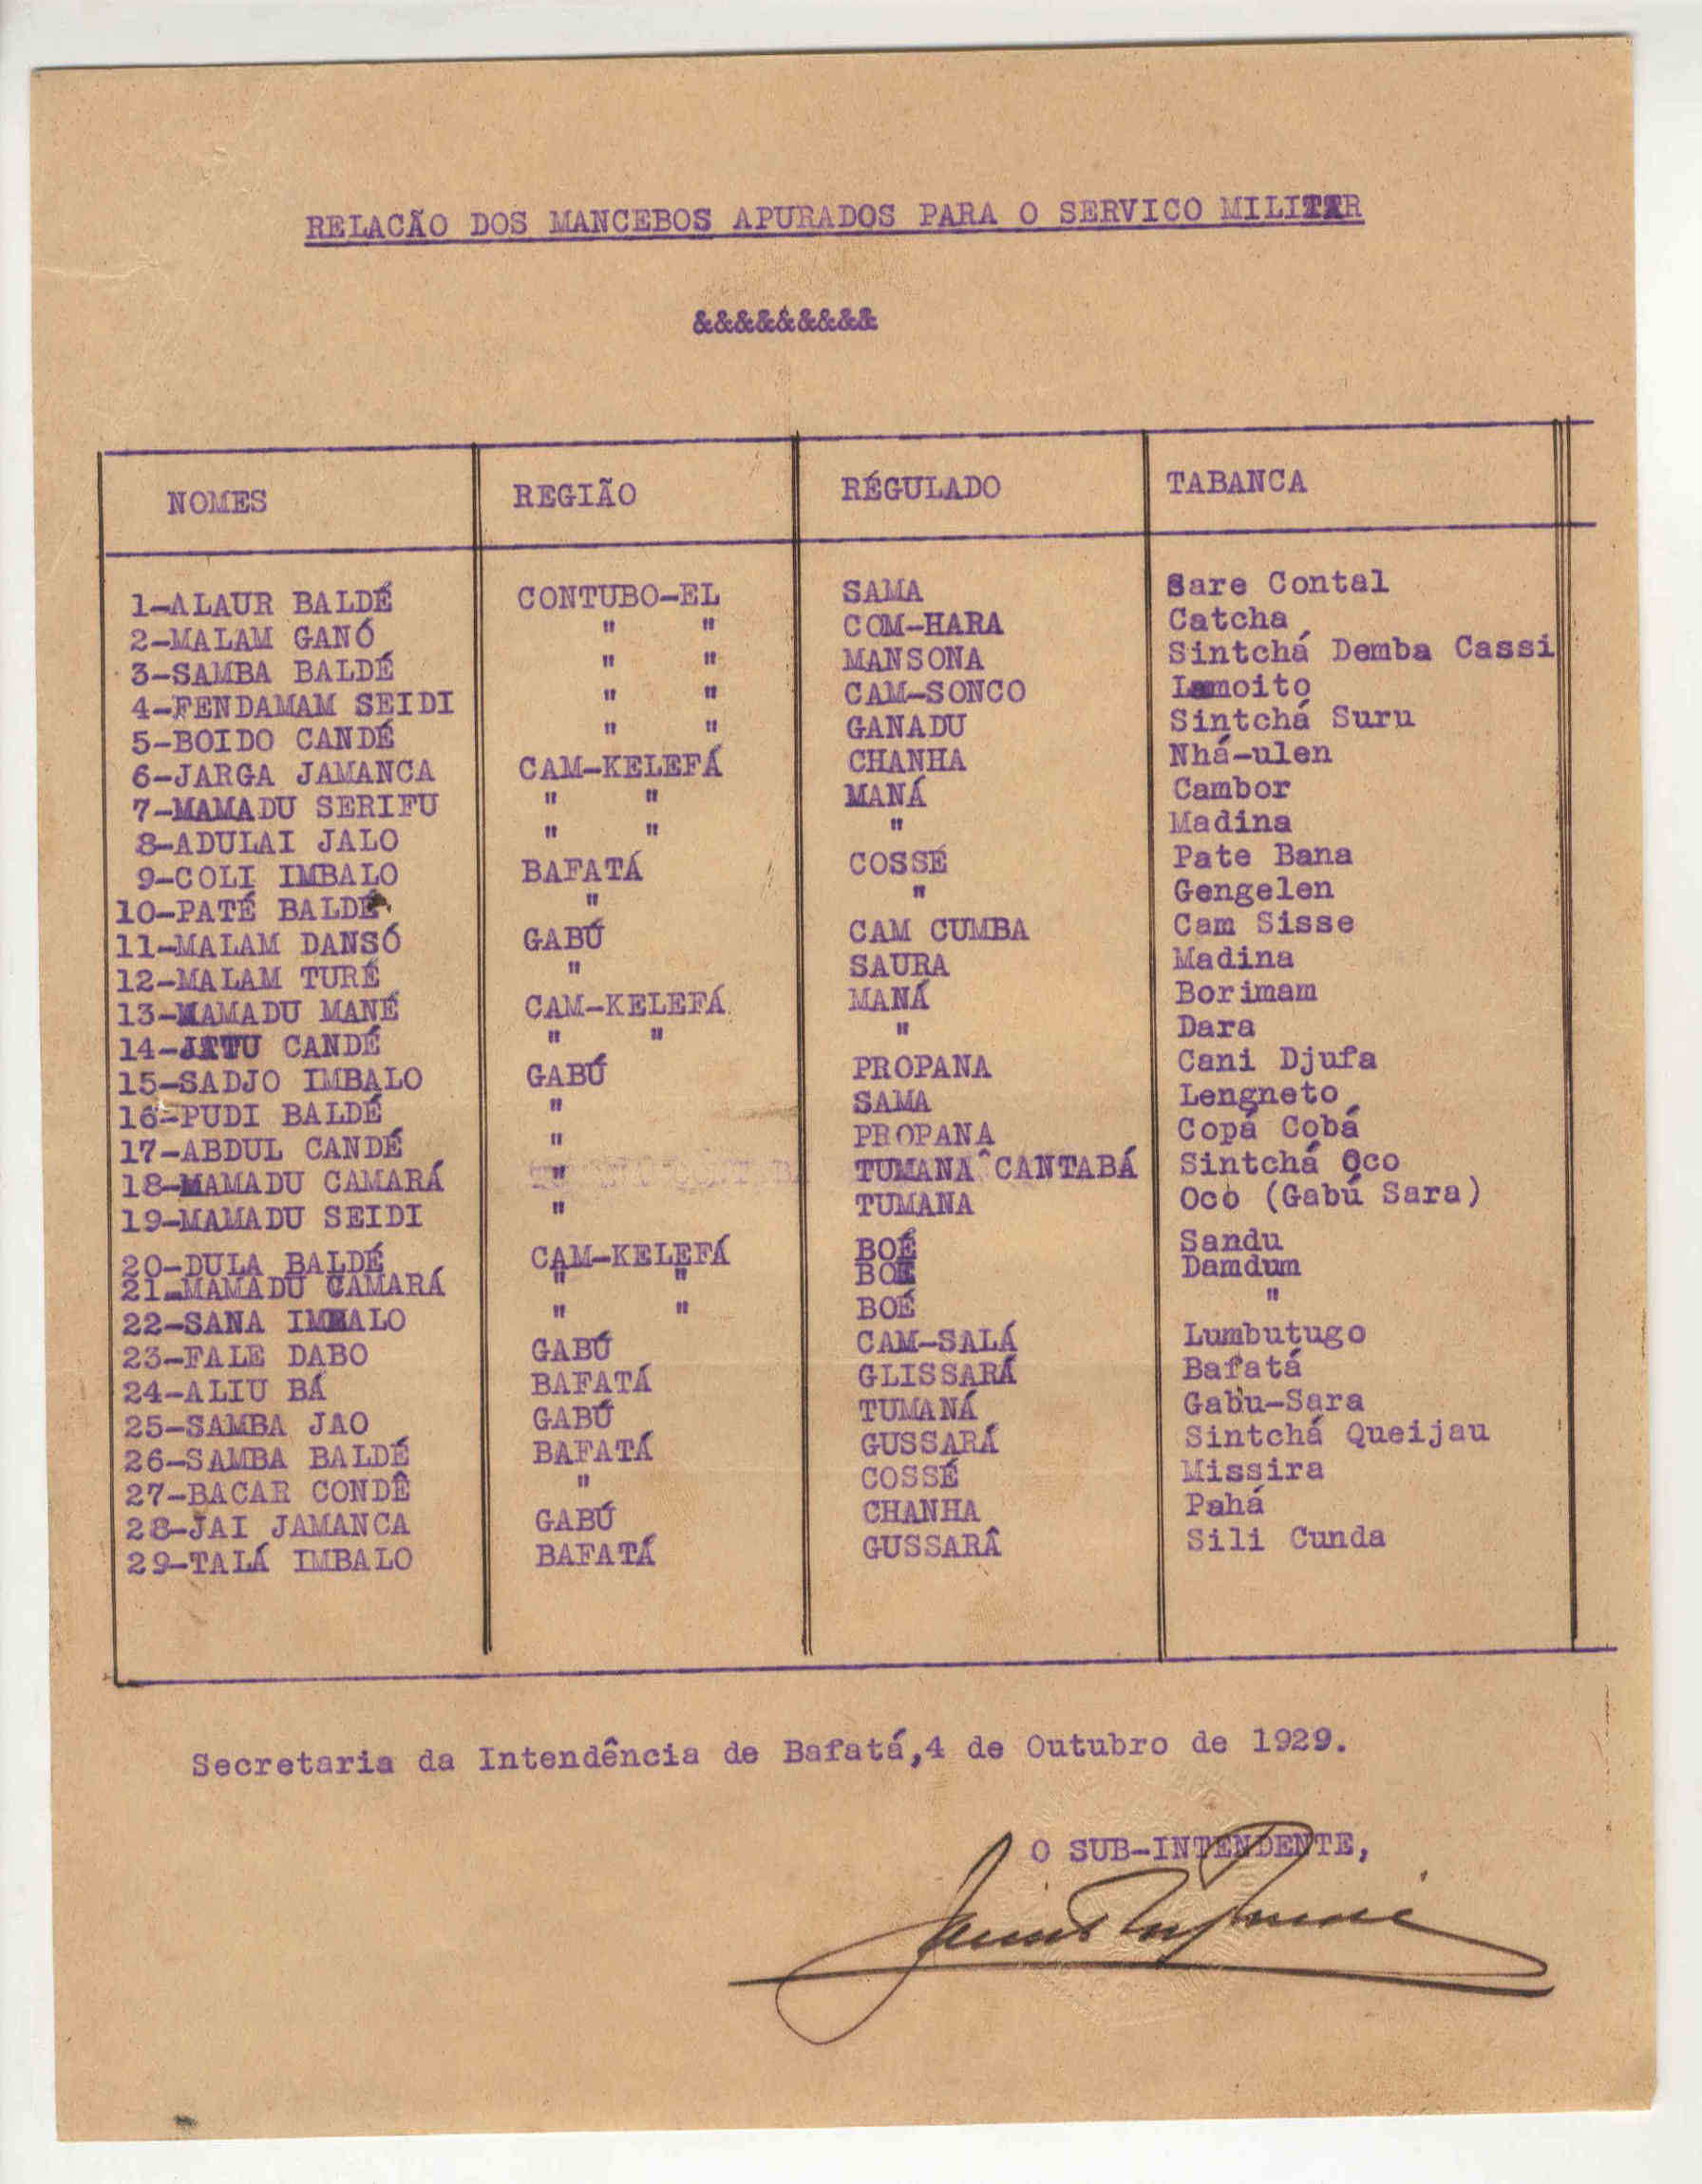 RELACÃO DOS MANCEBOS APURADOS PARA O SERVICO MILITAR
&&&&&&&&&
NOMES REGIÃO RÉGULADO TABANCA
1-ALAUR BALDÉ CONTUBO-EL SAMA Sare Contal
2-MALAM GANÓ " " COM-HARA Catcha
3-SAMBA BALDÉ " " MANSONA Sintchá Demba Cassi
4-FENDAMAM SEIDI " " CAM-SONCO Lamoito
5-BOIDO CANDÉ " " GANADU Sintchá Suru
6-JARGA JAMANCA CAM-KELEFÁ CHANHA Nhá-ulen
7-MAMADU SERIFU " " MANÁ Cambor
8-ADULAI JALO " " " Madina
9-COLI IMBALO BAFATÁ COSSÉ Pate Bana
10-PATÉ BALDÉ " " Gengelen
11-MALAM DANSÓ GABÚ CAM CUMBA Cam Sisse
12-MALAM TURÉ " SAURA Madina
13-MAMADU MANÉ CAM-KELEFÁ MANÁ Borimam
14-JATU CANDÉ " " " Dara
15-SADJO IMBALO GABÚ PROPANA Cani Djufa
16-PUDI BALDÉ " SAMA Lengneto
17-ABDUL CANDÉ " PROPANA Copá Cobá
18-MAMADU CAMARÁ " TUMANA CANTABÁ Sintchá Oco
19-MAMADU SEIDI " TUMANA Oco (Gabú Sara)
20-DULA BALDÉ CAM-KELEFÁ BOÉ Sandu
21-MAMADU CAMARÁ " " BOÉ Damdum
22-SANA IMBALO " " BOÉ "
23-FALE DABO GABÚ CAM-SALÁ Lumbutugo
24-ALIU BÁ BAFATÁ GLISSARÁ Bafatá
25-SAMBA JAO GABÚ TUMANÁ Gabu-Sara
26-SAMBA BALDÉ BAFATÁ GUSSARÁ Sintchá Queijau
27-BACAR CONDÊ " COSSÉ Missira
28-JAI JAMANCA GABÚ CHANHA Pahá
29-TALÁ IMBALO BAFATÁ GUSSARÂ Sili Cunda
Secretaria da Intendência de Bafatá,4 de Outubro de 1929.
O SUB-INTENDENTE,